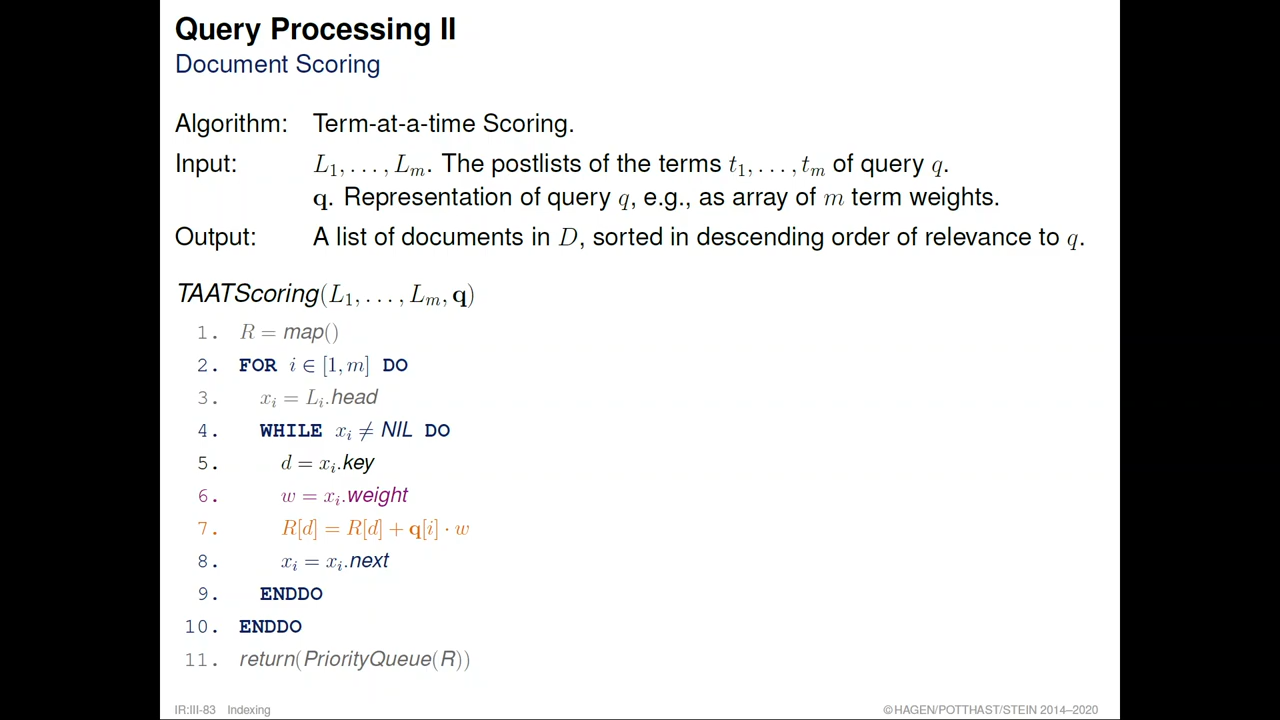 Query Processing II
Document Scoring
Algorithm: Term-at-a-time Scoring.
Input: L₁, . . . , Lₘ. The postlists of the terms t₁, . . . , tₘ of query q.
q. Representation of query q, e.g., as array of m term weights.
Output: A list of documents in D, sorted in descending order of relevance to q.
TAATScoring(L₁, . . . , Lₘ, q)
1. R = map()
2. FOR i ∈ [1, m] DO
3. xᵢ = Lᵢ.head
4. WHILE xᵢ ≠ NIL DO
5. d = xᵢ.key
6. w = xᵢ.weight
7. R[d] = R[d] + q[i] · w
8. xᵢ = xᵢ.next
9. ENDDO
10. ENDDO
11. return(PriorityQueue(R))
IR:III-83 Indexing ©HAGEN/POTTHAST/STEIN 2014–2020